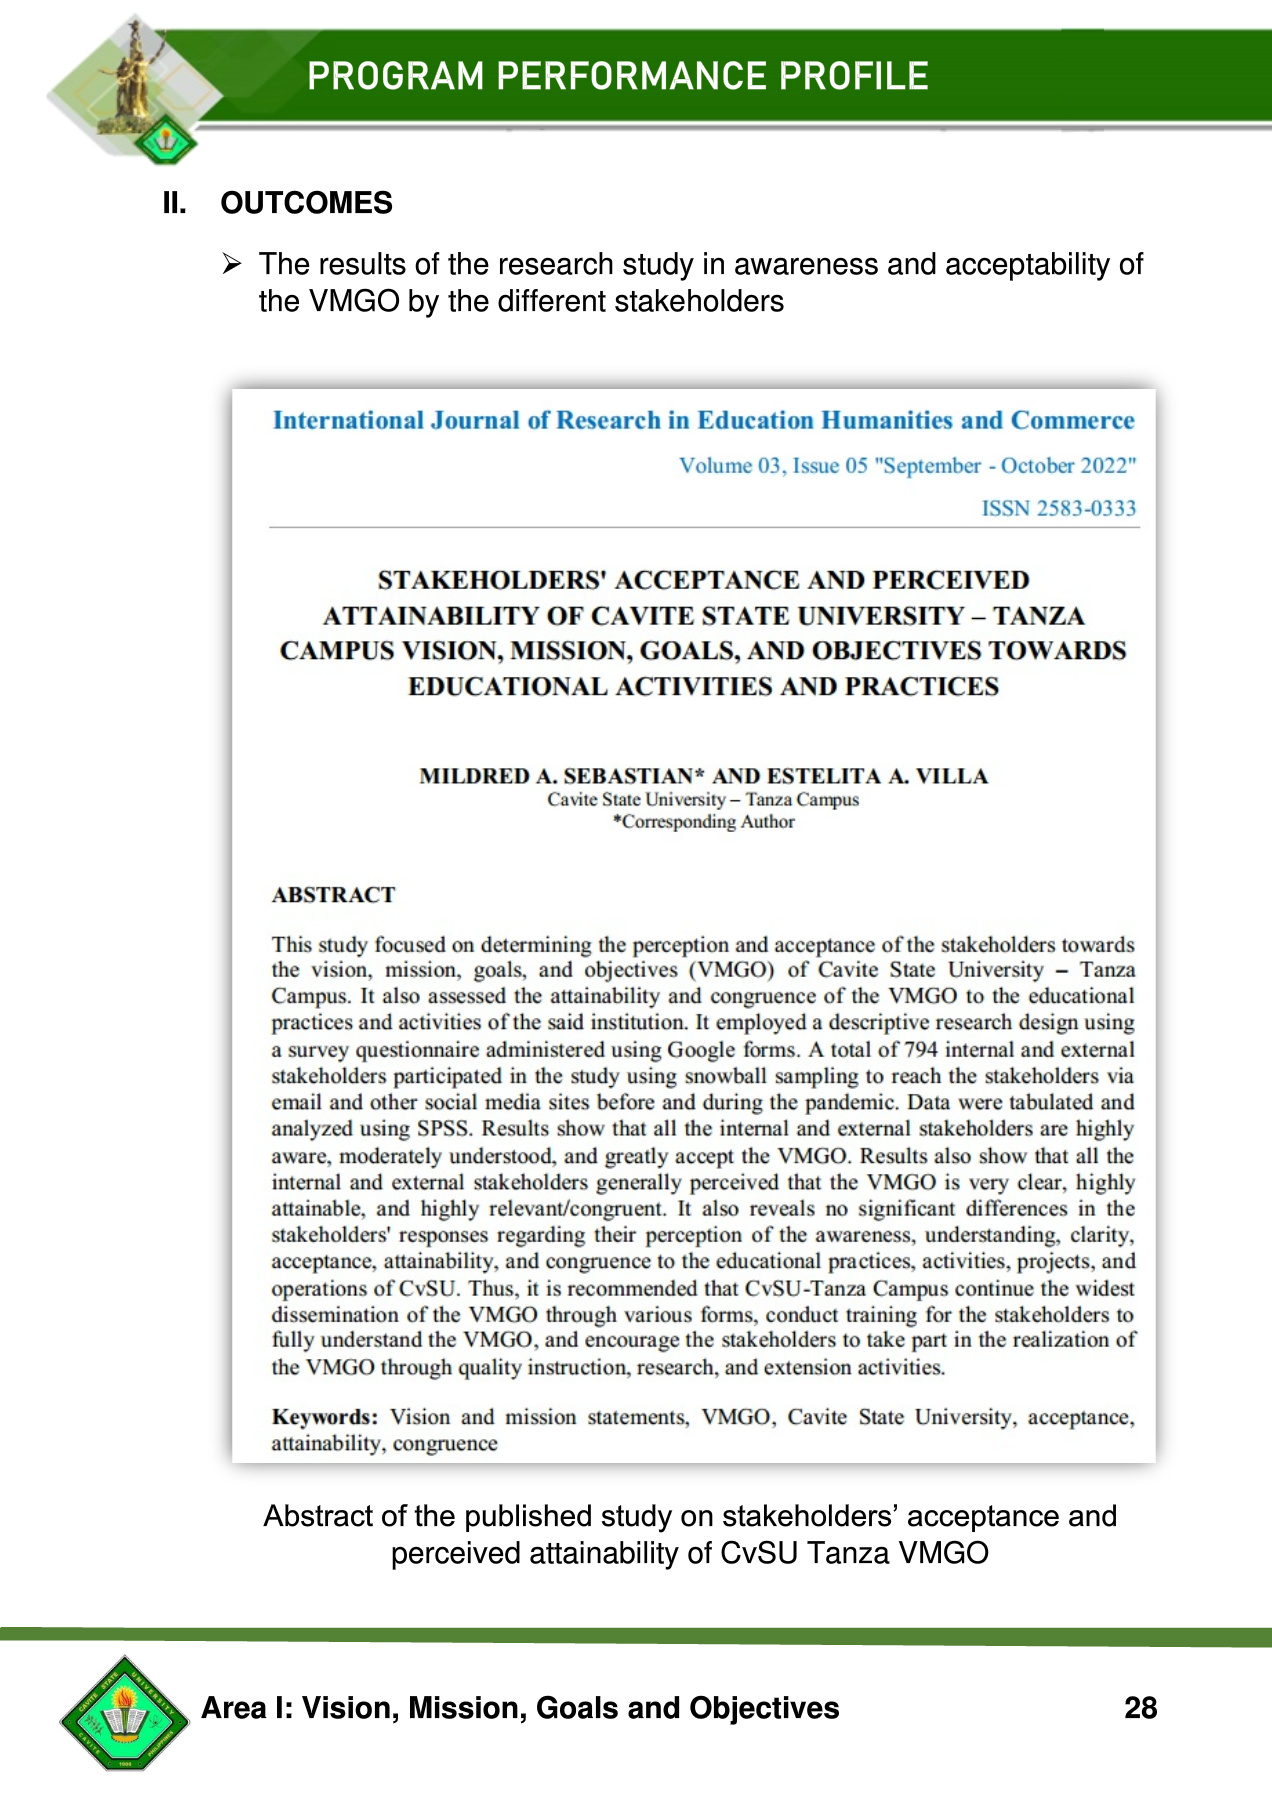 PROGRAM PERFORMANCE PROFILE
II. OUTCOMES
➢ The results of the research study in awareness and acceptability of
the VMGO by the different stakeholders
International Journal of Research in Education Humanities and Commerce
Volume 03, Issue 05 "September - October 2022"
ISSN 2583-0333
STAKEHOLDERS' ACCEPTANCE AND PERCEIVED
ATTAINABILITY OF CAVITE STATE UNIVERSITY – TANZA
CAMPUS VISION, MISSION, GOALS, AND OBJECTIVES TOWARDS
EDUCATIONAL ACTIVITIES AND PRACTICES
MILDRED A. SEBASTIAN* AND ESTELITA A. VILLA
Cavite State University – Tanza Campus
*Corresponding Author
ABSTRACT
This study focused on determining the perception and acceptance of the stakeholders towards
the vision, mission, goals, and objectives (VMGO) of Cavite State University – Tanza
Campus. It also assessed the attainability and congruence of the VMGO to the educational
practices and activities of the said institution. It employed a descriptive research design using
a survey questionnaire administered using Google forms. A total of 794 internal and external
stakeholders participated in the study using snowball sampling to reach the stakeholders via
email and other social media sites before and during the pandemic. Data were tabulated and
analyzed using SPSS. Results show that all the internal and external stakeholders are highly
aware, moderately understood, and greatly accept the VMGO. Results also show that all the
internal and external stakeholders generally perceived that the VMGO is very clear, highly
attainable, and highly relevant/congruent. It also reveals no significant differences in the
stakeholders' responses regarding their perception of the awareness, understanding, clarity,
acceptance, attainability, and congruence to the educational practices, activities, projects, and
operations of CvSU. Thus, it is recommended that CvSU-Tanza Campus continue the widest
dissemination of the VMGO through various forms, conduct training for the stakeholders to
fully understand the VMGO, and encourage the stakeholders to take part in the realization of
the VMGO through quality instruction, research, and extension activities.
Keywords: Vision and mission statements, VMGO, Cavite State University, acceptance,
attainability, congruence
Abstract of the published study on stakeholders’ acceptance and
perceived attainability of CvSU Tanza VMGO
CAVITE STATE UNIVERSITY
CAVITE 1906 PHILIPPINES
Area I: Vision, Mission, Goals and Objectives 28